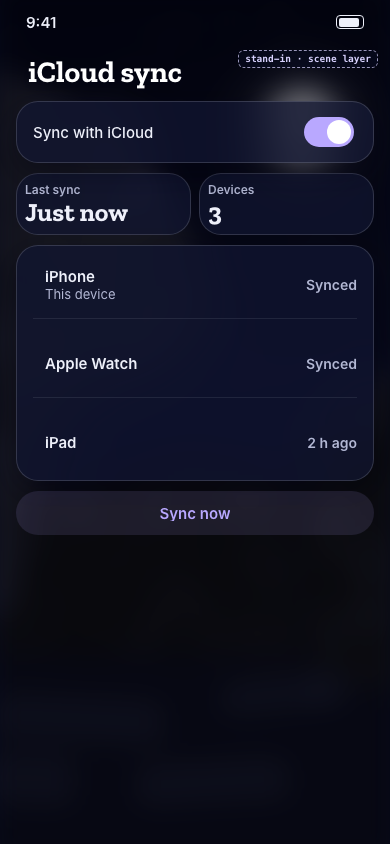 9:41
stand-in · scene layer
iCloud sync
Sync with iCloud
Last sync
Just now
Devices
3
iPhone
This device
Synced
Apple Watch
Synced
iPad
2 h ago
Sync now